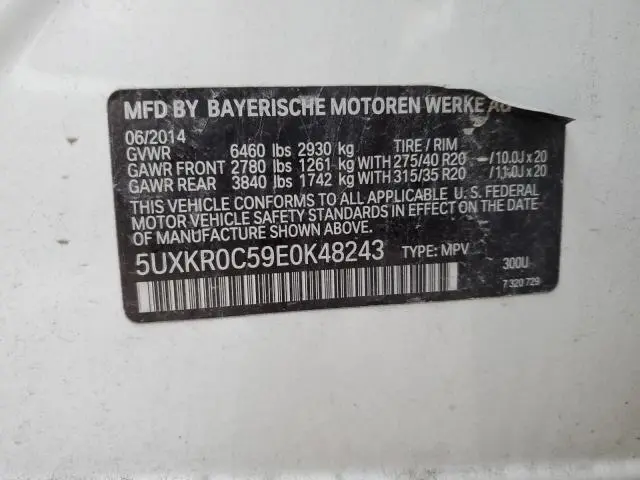 MFD BY BAYERISCHE MOTOREN WERKE AG
06/2014
GVWR 6460 lbs 2930 kg TIRE / RIM
GAWR FRONT 2780 lbs 1261 kg WITH 275/40 R20 — /10.0J x 20
GAWR REAR 3840 lbs 1742 kg WITH 315/35 R20 /11.0J x 20
THIS VEHICLE CONFORMS TO ALL APPLICABLE U. S. FEDERAL
MOTOR VEHICLE SAFETY STANDARDS IN EFFECT ON THE DATE
OF MANUFACTURE SHOWN ABOVE.
5UXKR0C59E0K48243 TYPE: MPV
300U
7 320 729